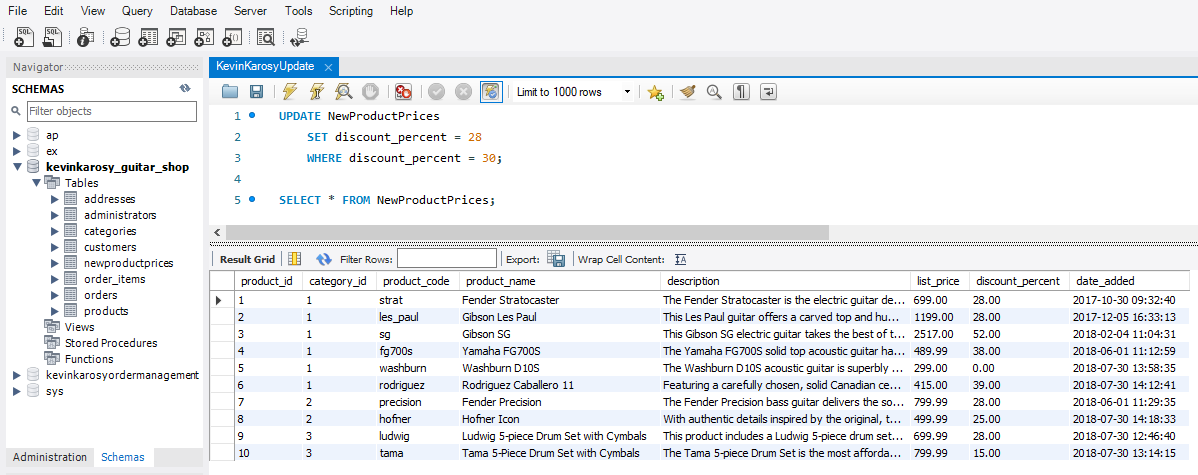 File Edit View Query Database Server Tools Scripting Help
SQL SQL
Navigator
KevinKarosyUpdate
SCHEMAS
Limit to 1000 rows
Filter objects
ap
ex
kevinkarosy_guitar_shop
Tables
addresses
administrators
categories
customers
newproductprices
order_items
orders
products
Views
Stored Procedures
Functions
kevinkarosyordermanagement
sys
Administration Schemas
1 UPDATE NewProductPrices
2 SET discount_percent = 28
3 WHERE discount_percent = 30;
4
5 SELECT * FROM NewProductPrices;
Result Grid Filter Rows: Export: Wrap Cell Content: IA
product_id category_id product_code product_name description list_price discount_percent date_added
1 1 strat Fender Stratocaster The Fender Stratocaster is the electric guitar de... 699.00 28.00 2017-10-30 09:32:40
2 1 les_paul Gibson Les Paul This Les Paul guitar offers a carved top and hu... 1199.00 28.00 2017-12-05 16:33:13
3 1 sg Gibson SG This Gibson SG electric guitar takes the best of t... 2517.00 52.00 2018-02-04 11:04:31
4 1 fg700s Yamaha FG700S The Yamaha FG700S solid top acoustic guitar ha... 489.99 38.00 2018-06-01 11:12:59
5 1 washburn Washburn D10S The Washburn D10S acoustic guitar is superbly ... 299.00 0.00 2018-07-30 13:58:35
6 1 rodriguez Rodriguez Caballero 11 Featuring a carefully chosen, solid Canadian ce... 415.00 39.00 2018-07-30 14:12:41
7 2 precision Fender Precision The Fender Precision bass guitar delivers the so... 799.99 28.00 2018-06-01 11:29:35
8 2 hofner Hofner Icon With authentic details inspired by the original, t... 499.99 25.00 2018-07-30 14:18:33
9 3 ludwig Ludwig 5-piece Drum Set with Cymbals This product includes a Ludwig 5-piece drum set... 699.99 28.00 2018-07-30 12:46:40
10 3 tama Tama 5-Piece Drum Set with Cymbals The Tama 5-piece Drum Set is the most afforda... 799.99 15.00 2018-07-30 13:14:15